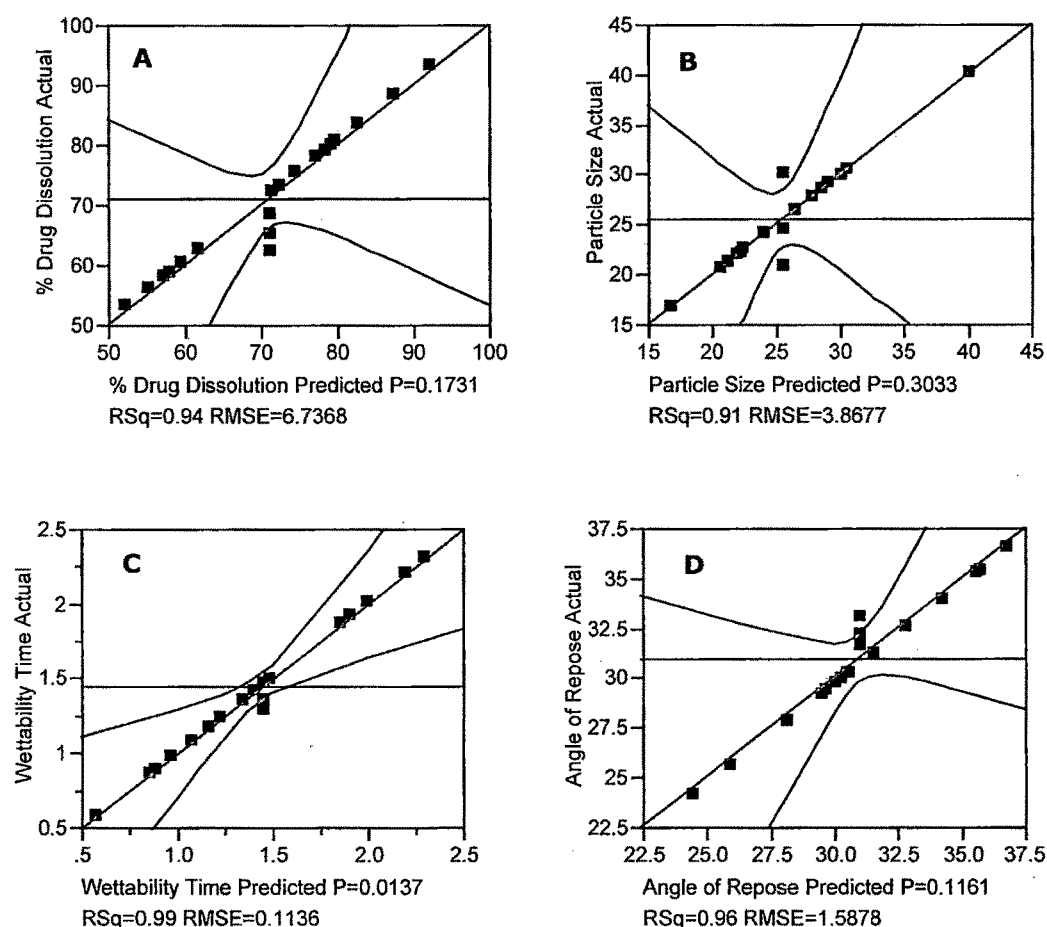 A
% Drug Dissolution Actual
100
90
80
70
60
50
50 60 70 80 90 100
% Drug Dissolution Predicted P=0.1731
RSq=0.94 RMSE=6.7368
B
Particle Size Actual
45
40
35
30
25
20
15
15 20 25 30 35 40 45
Particle Size Predicted P=0.3033
RSq=0.91 RMSE=3.8677
C
Wettability Time Actual
2.5
2
1.5
1
0.5
.5 1.0 1.5 2.0 2.5
Wettability Time Predicted P=0.0137
RSq=0.99 RMSE=0.1136
D
Angle of Repose Actual
37.5
35
32.5
30
27.5
25
22.5
22.5 25.0 27.5 30.0 32.5 35.0 37.5
Angle of Repose Predicted P=0.1161
RSq=0.96 RMSE=1.5878